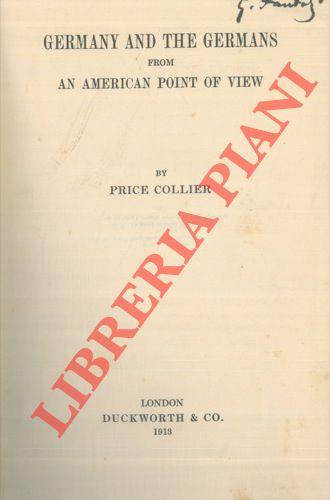 GERMANY AND THE GERMANS
FROM
AN AMERICAN POINT OF VIEW
BY
PRICE COLLIER
LIBRERIA PIANI
LONDON
DUCKWORTH & CO.
1913